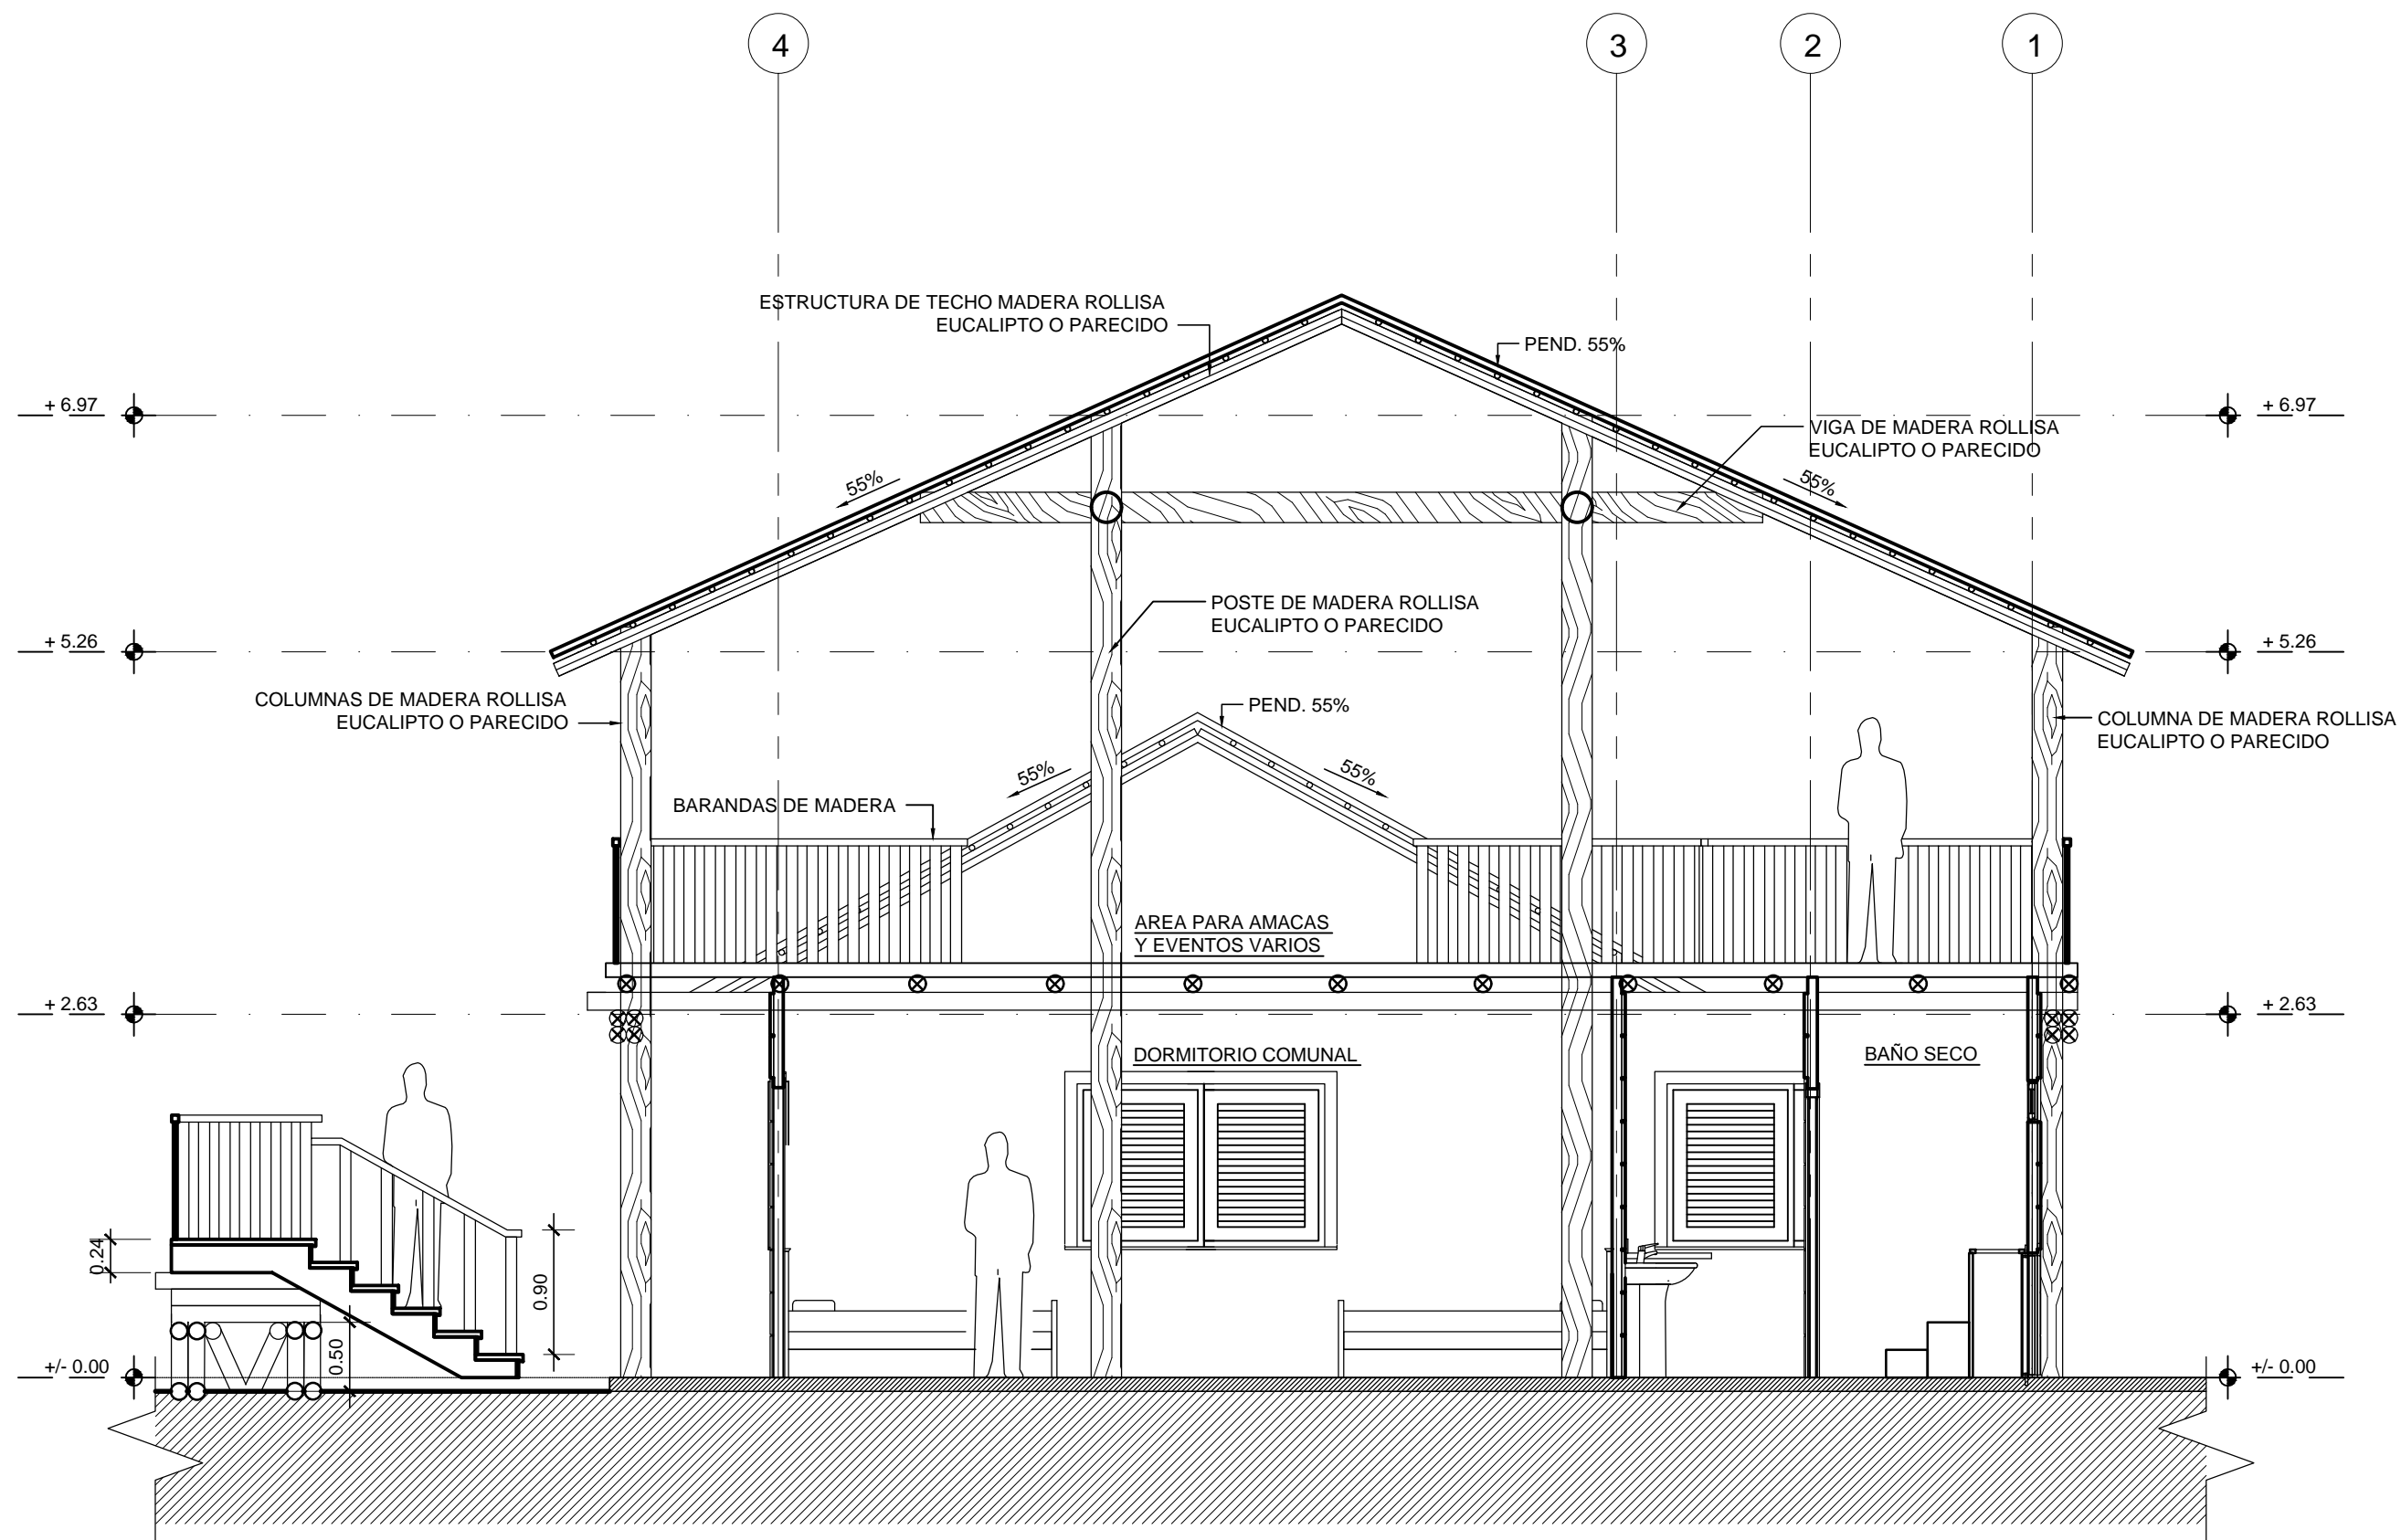 4
3
2
1
ESTRUCTURA DE TECHO MADERA ROLLISA
EUCALIPTO O PARECIDO
PEND. 55%
+ 6.97
+ 6.97
VIGA DE MADERA ROLLISA
EUCALIPTO O PARECIDO
55%
55%
POSTE DE MADERA ROLLISA
EUCALIPTO O PARECIDO
+ 5.26
+ 5.26
COLUMNAS DE MADERA ROLLISA
EUCALIPTO O PARECIDO
PEND. 55%
COLUMNA DE MADERA ROLLISA
EUCALIPTO O PARECIDO
55%
55%
BARANDAS DE MADERA
AREA PARA AMACAS
Y EVENTOS VARIOS
+ 2.63
+ 2.63
DORMITORIO COMUNAL
BAÑO SECO
0.24
0.90
0.50
+/- 0.00
+/- 0.00